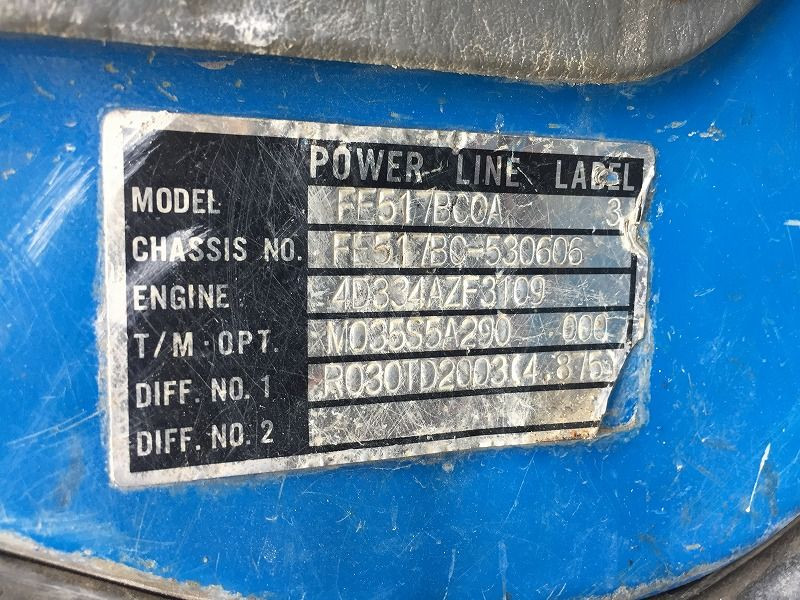 POWER LINE LABEL
MODEL FE517BC0A 3
CHASSIS NO. FE517BC-530606
ENGINE 4D334AZF3109
T/M·OPT. M035S5A290 000
DIFF. NO. 1 R030TD2003(4.875)
DIFF. NO. 2